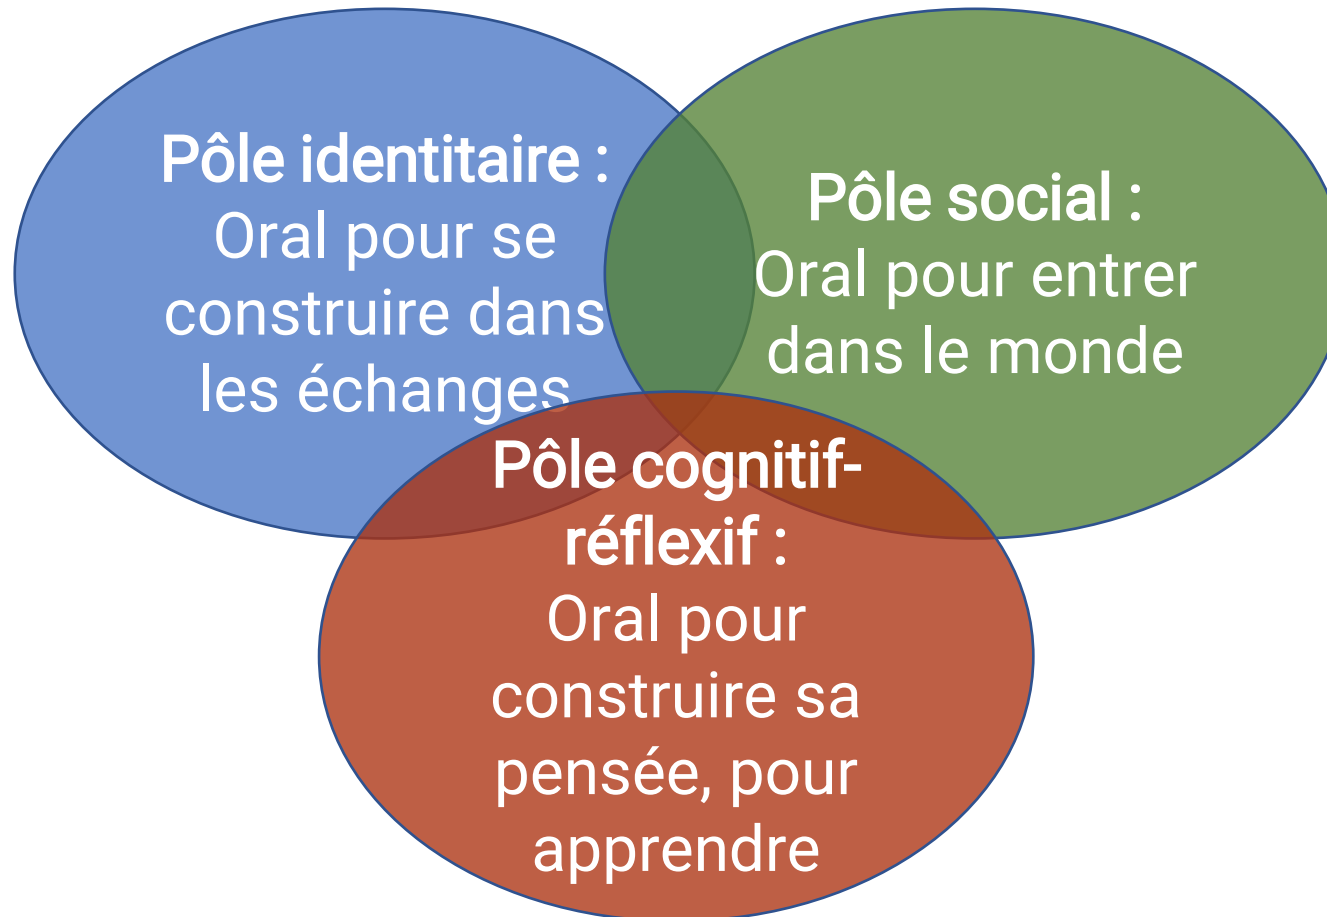 Pôle identitaire :
Oral pour se
construire dans
les échanges
Pôle social :
Oral pour entrer
dans le monde
Pôle cognitif-
réflexif :
Oral pour
construire sa
pensée, pour
apprendre